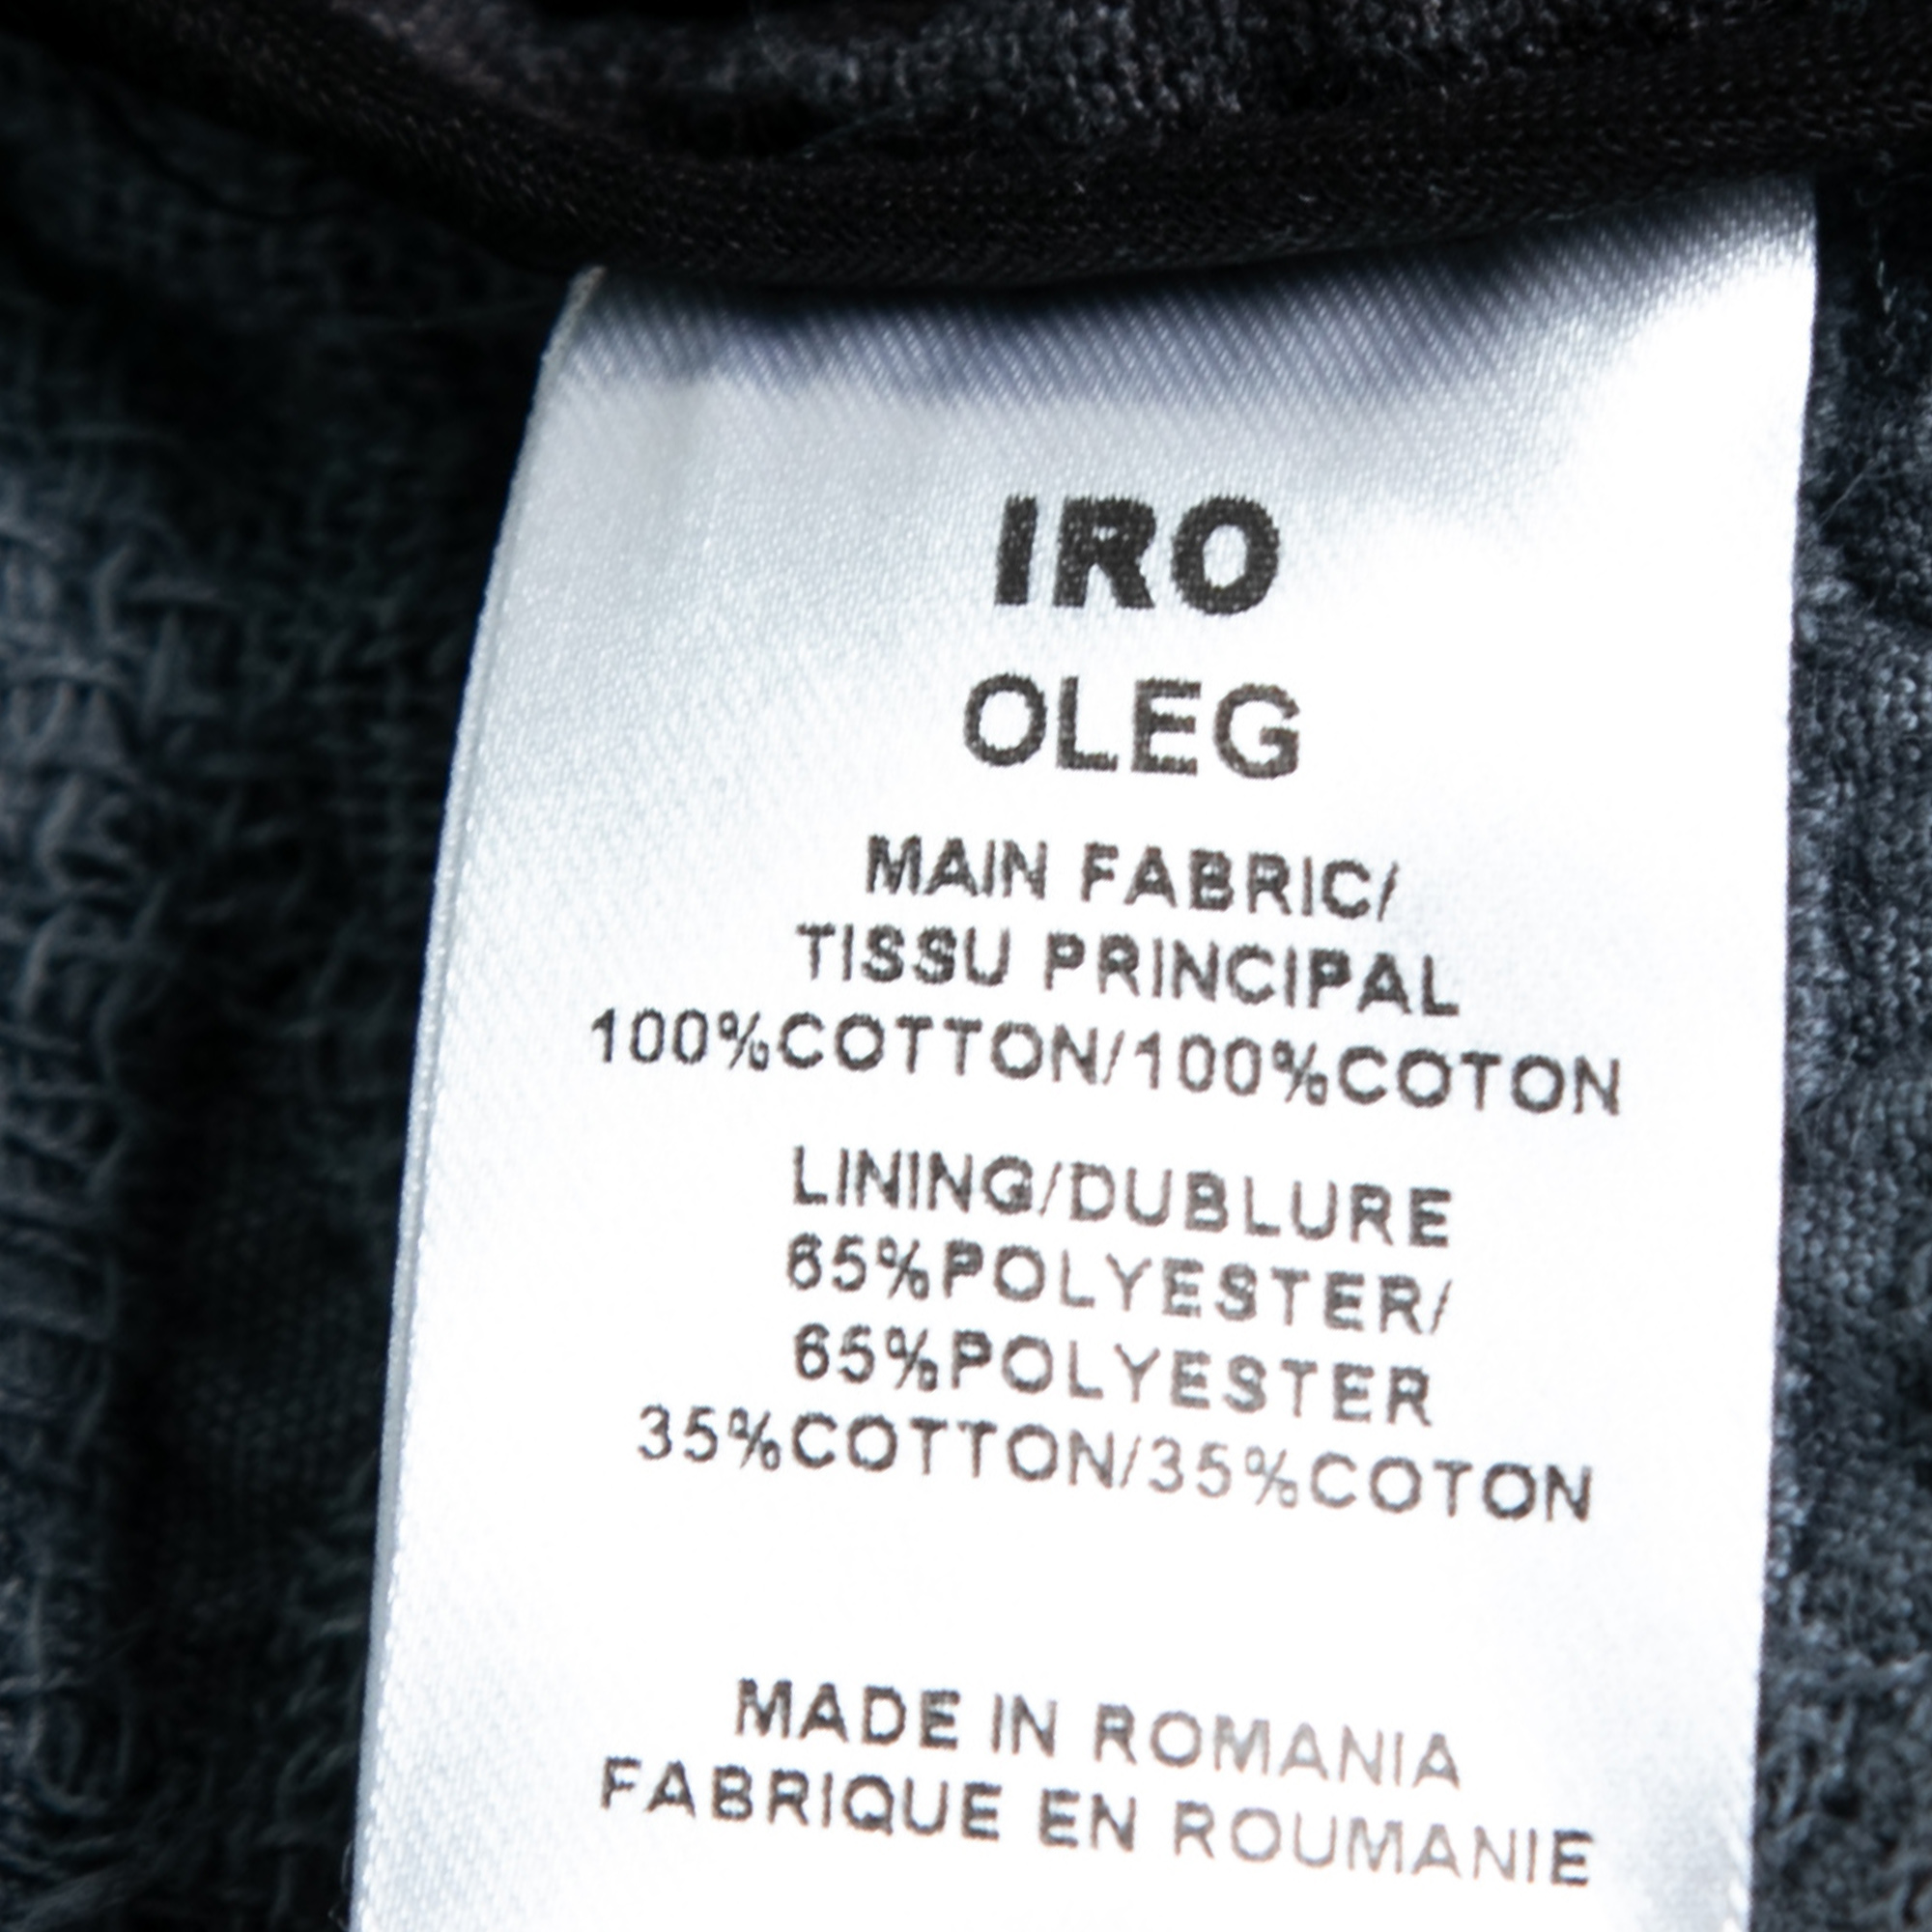 IRO
OLEG
MAIN FABRIC/
TISSU PRINCIPAL
100%COTTON/100%COTON
LINING/DUBLURE
65%POLYESTER/
65%POLYESTER
35%COTTON/35%COTON
MADE IN ROMANIA
FABRIQUE EN ROUMANIE